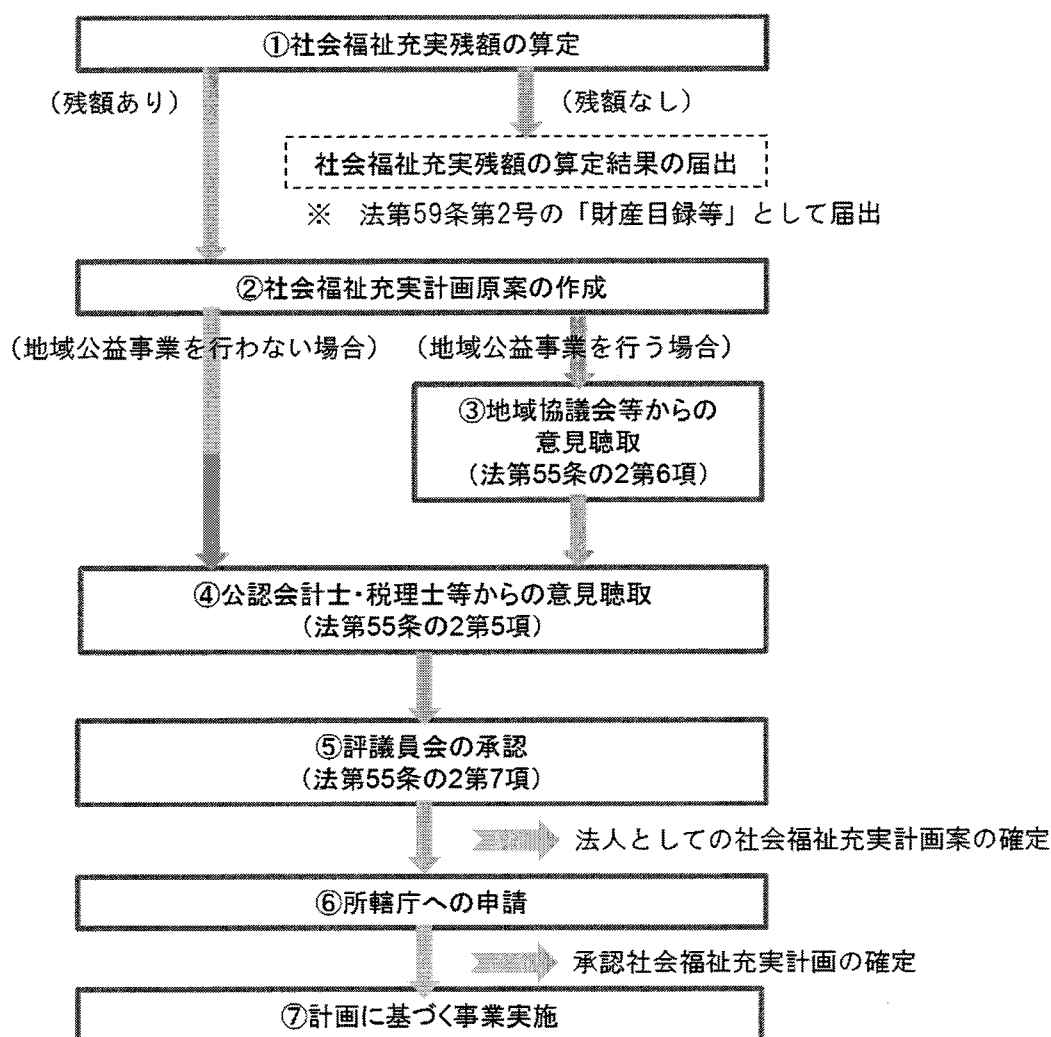 ①社会福祉充実残額の算定
（残額あり）
（残額なし）
社会福祉充実残額の算定結果の届出
※　法第59条第2号の「財産目録等」として届出
②社会福祉充実計画原案の作成
（地域公益事業を行わない場合）
（地域公益事業を行う場合）
③地域協議会等からの
意見聴取
（法第55条の2第6項）
④公認会計士・税理士等からの意見聴取
（法第55条の2第5項）
⑤評議員会の承認
（法第55条の2第7項）
法人としての社会福祉充実計画案の確定
⑥所轄庁への申請
承認社会福祉充実計画の確定
⑦計画に基づく事業実施